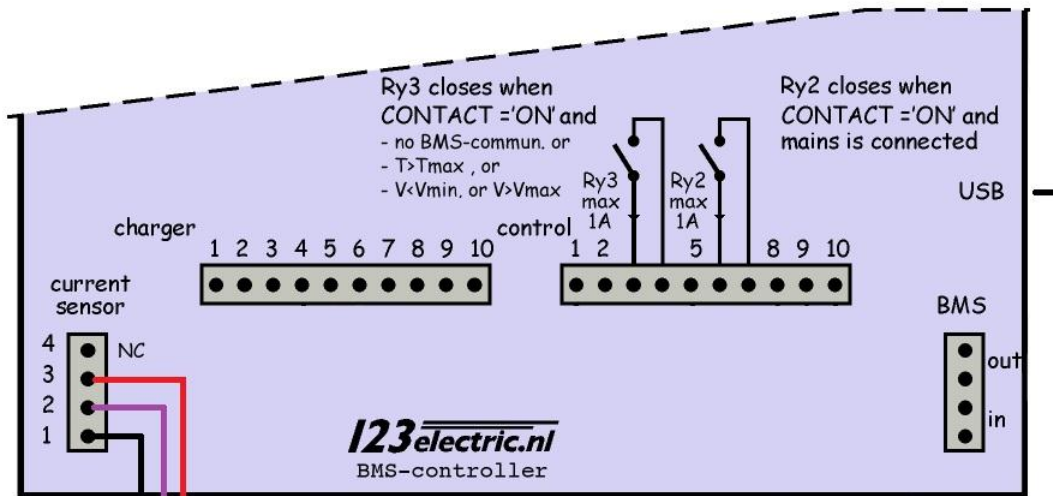 Ry3 closes when
CONTACT ='ON' and
- no BMS-commun. or
- T>Tmax , or
- V<Vmin. or V>Vmax
Ry2 closes when
CONTACT ='ON' and
mains is connected
Ry3
max
1A
Ry2
max
1A
USB
charger
1 2 3 4 5 6 7 8 9 10
control
1 2 5 8 9 10
current
sensor
4 NC
3
2
1
BMS
out
in
123electric.nl
BMS-controller